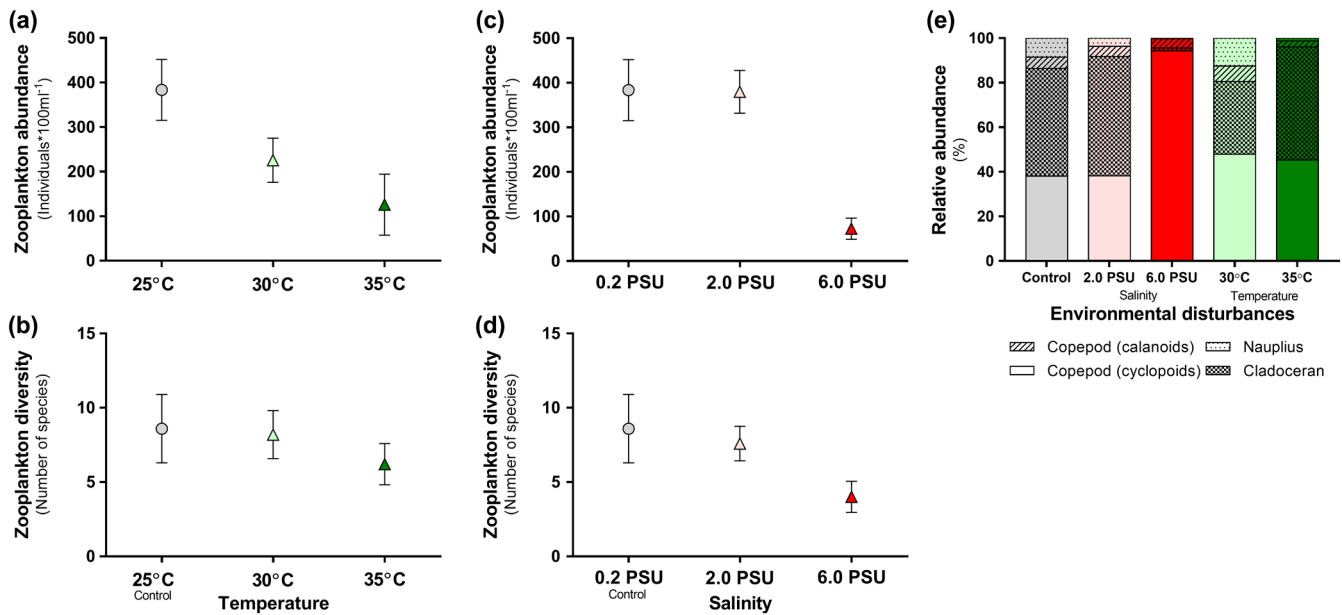 (a)
Zooplankton abundance
(Individuals*100ml⁻¹)
500
400
300
200
100
0
25°C
30°C
35°C
(b)
Zooplankton diversity
(Number of species)
15
10
5
0
25°C
30°C
35°C
Control
Temperature
(c)
Zooplankton abundance
(Individuals*100ml⁻¹)
500
400
300
200
100
0
0.2 PSU
2.0 PSU
6.0 PSU
(d)
Zooplankton diversity
(Number of species)
15
10
5
0
0.2 PSU
2.0 PSU
6.0 PSU
Control
Salinity
(e)
Relative abundance
(%)
100
80
60
40
20
0
Control
2.0 PSU
6.0 PSU
30°C
35°C
Salinity
Temperature
Environmental disturbances
Copepod (calanoids)
Nauplius
Copepod (cyclopoids)
Cladoceran